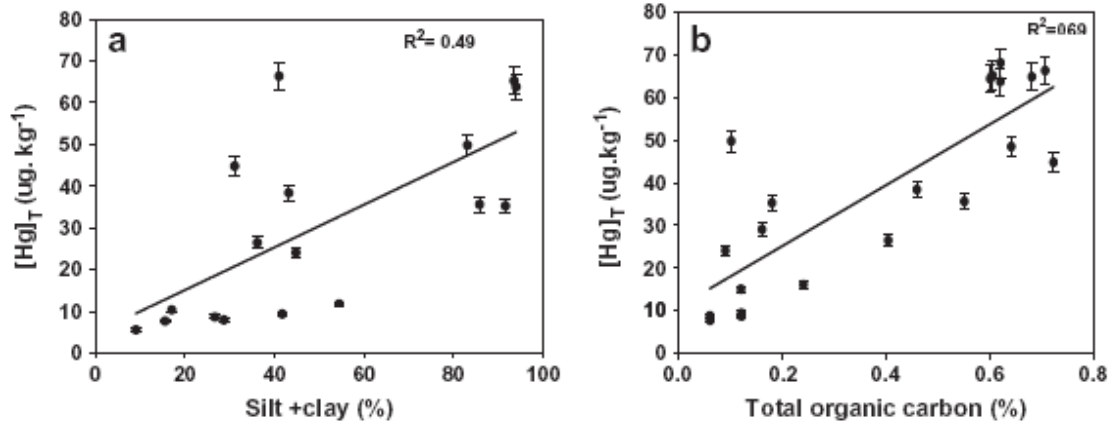 a
R²= 0.49
[Hg]T (ug. kg-1)
80
70
60
50
40
30
20
10
0
0 20 40 60 80 100
Silt +clay (%)
b
R²=069
[Hg]T (ug.kg-1)
80
70
60
50
40
30
20
10
0
0.0 0.2 0.4 0.6 0.8
Total organic carbon (%)